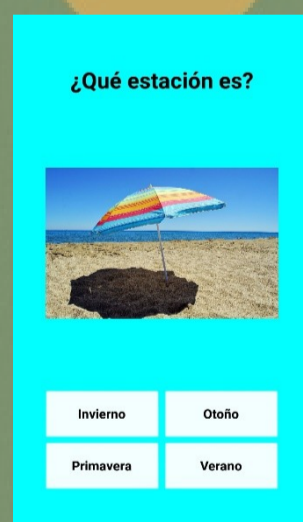 ¿Qué estación es?
Invierno
Otoño
Primavera
Verano